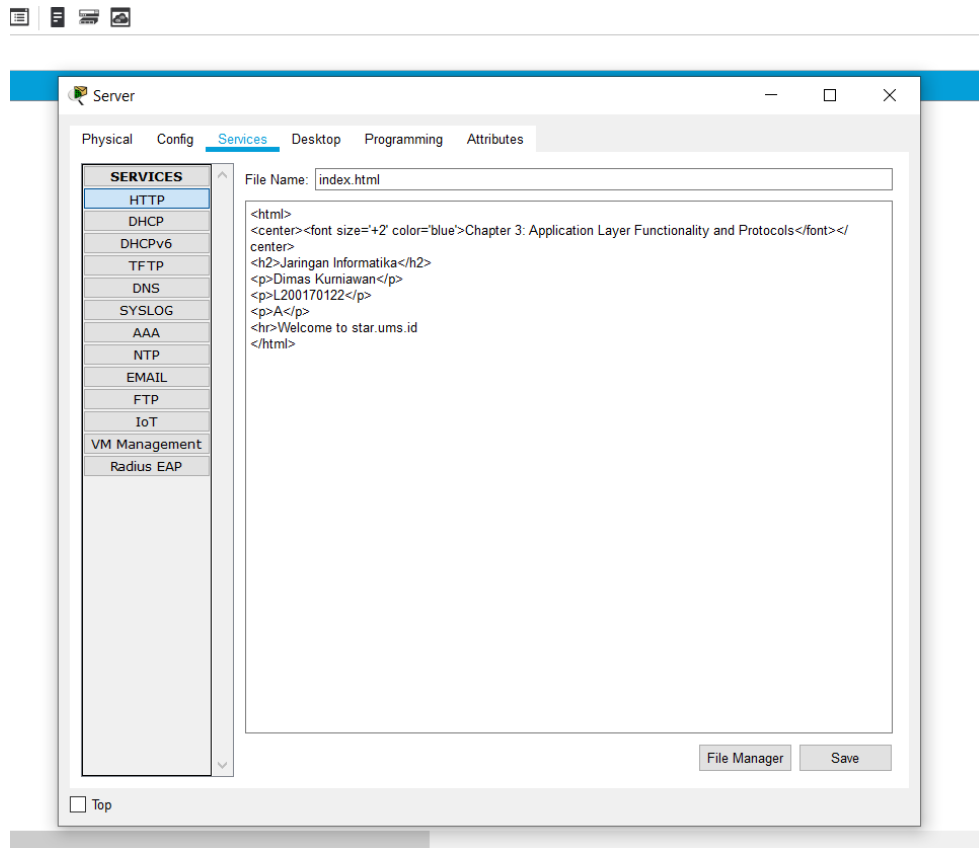 Server
Physical Config Services Desktop Programming Attributes
SERVICES
HTTP
DHCP
DHCPv6
TFTP
DNS
SYSLOG
AAA
NTP
EMAIL
FTP
IoT
VM Management
Radius EAP
File Name: index.html
<html>
<center><font size='+2' color='blue'>Chapter 3: Application Layer Functionality and Protocols</font></
center>
<h2>Jaringan Informatika</h2>
<p>Dimas Kurniawan</p>
<p>L200170122</p>
<p>A</p>
<hr>Welcome to star.ums.id
</html>
File Manager Save
Top